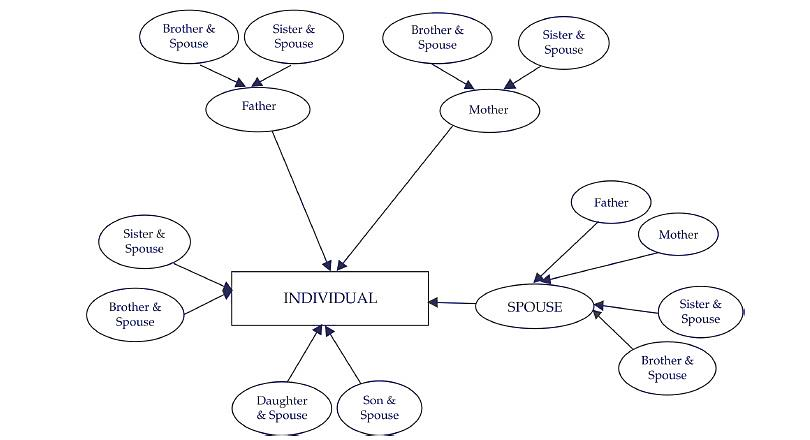 Brother &
Spouse
Sister &
Spouse
Brother &
Spouse
Sister &
Spouse
Father
Mother
Father
Mother
Sister &
Spouse
Brother &
Spouse
INDIVIDUAL
SPOUSE
Sister &
Spouse
Brother &
Spouse
Daughter
& Spouse
Son &
Spouse